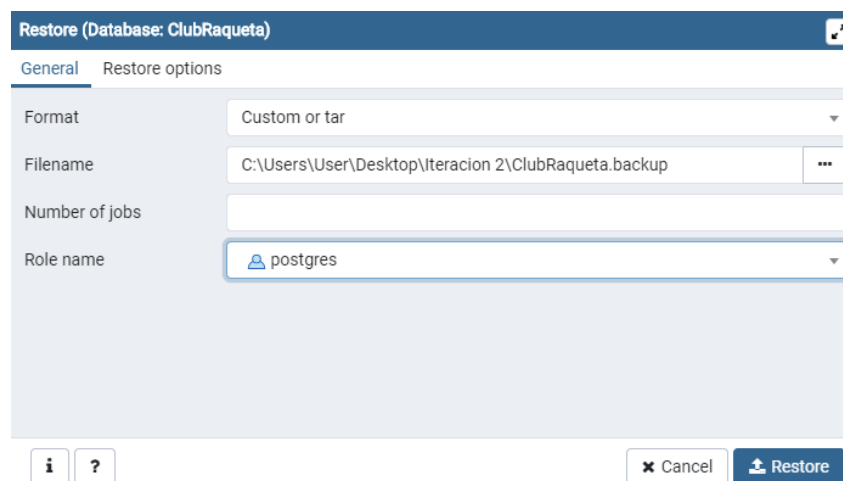 Restore (Database: ClubRaqueta)
General Restore options
Format Custom or tar
Filename C:\Users\User\Desktop\Iteracion 2\ClubRaqueta.backup
Number of jobs
Role name postgres
i ? Cancel Restore